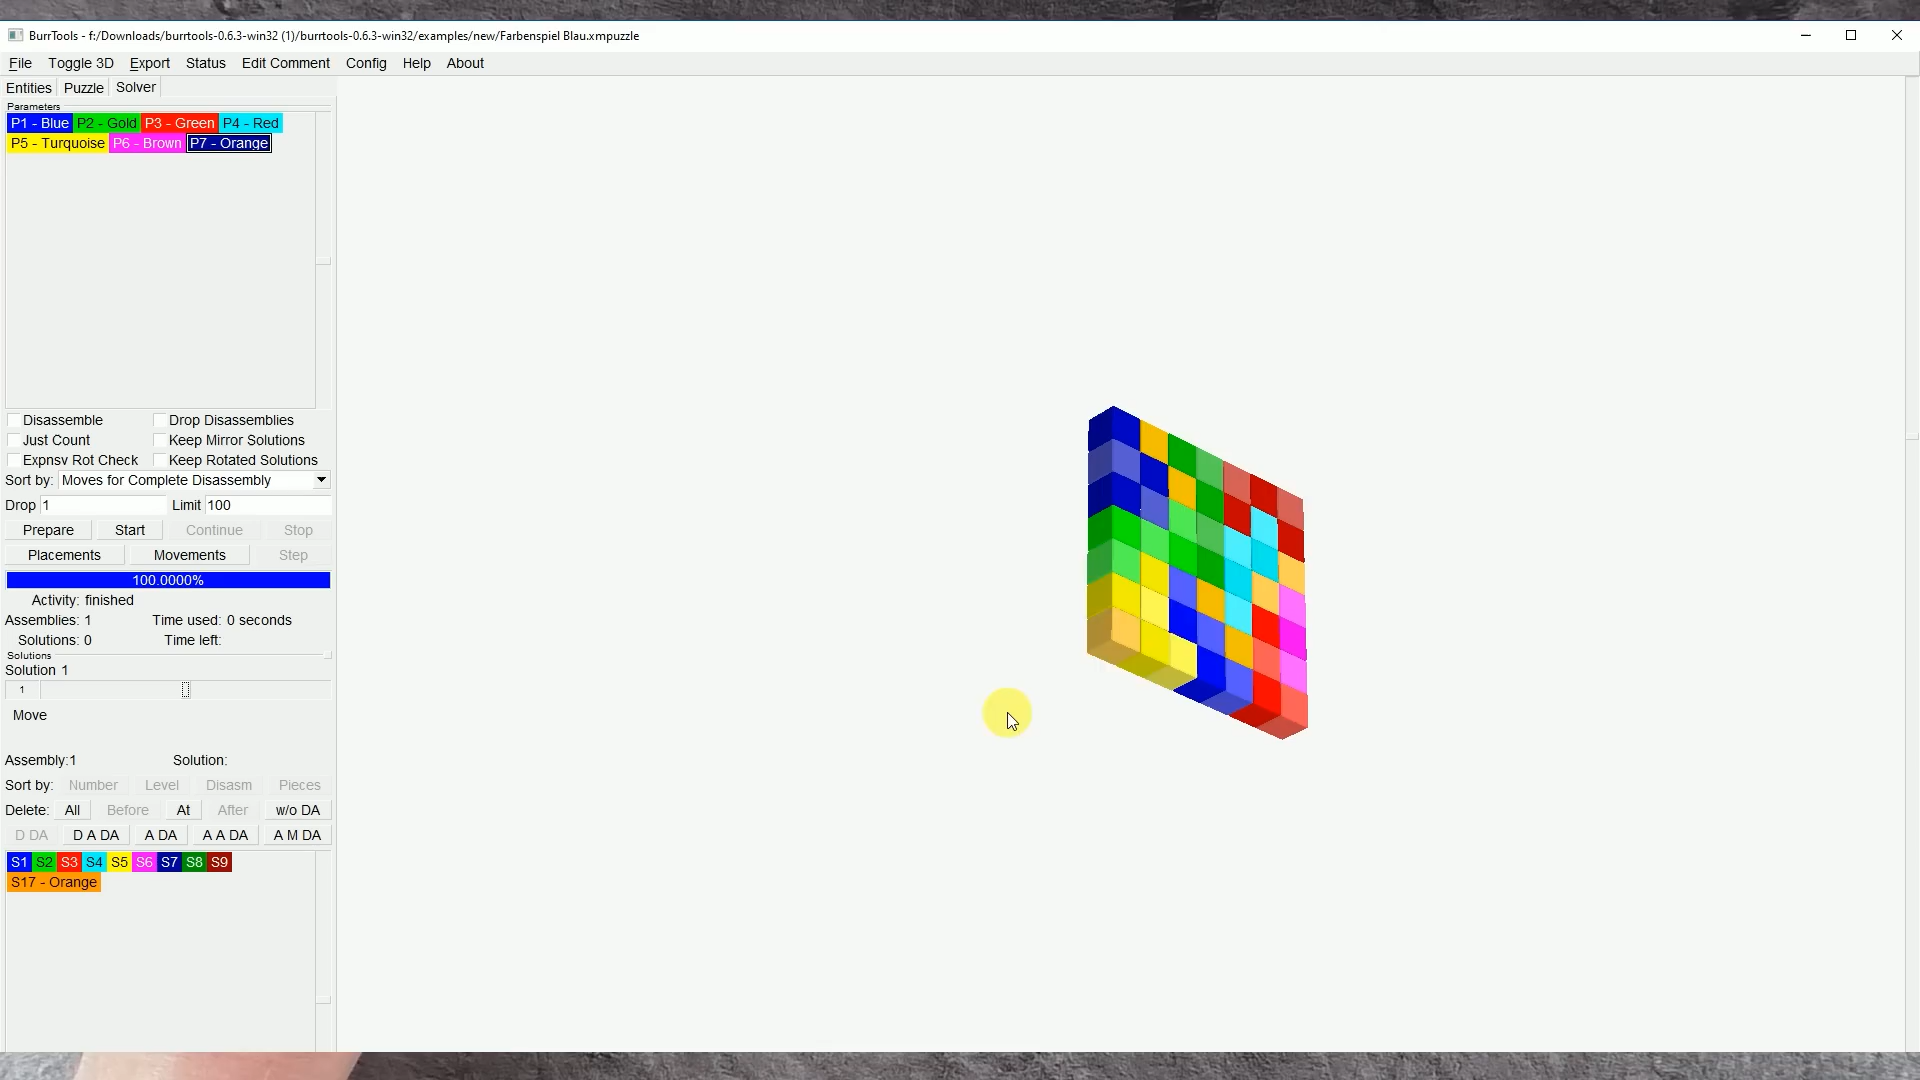 BurrTools - f:/Downloads/burrtools-0.6.3-win32 (1)/burrtools-0.6.3-win32/examples/new/Farbenspiel Blau.xmpuzzle
File Toggle 3D Export Status Edit Comment Config Help About
Entities Puzzle Solver
Parameters
P1 - Blue P2 - Gold P3 - Green P4 - Red
P5 - Turquoise P6 - Brown P7 - Orange
Disassemble Drop Disassemblies
Just Count Keep Mirror Solutions
Expnsv Rot Check Keep Rotated Solutions
Sort by: Moves for Complete Disassembly
Drop 1 Limit 100
Prepare Start Continue Stop
Placements Movements Step
100.0000%
Activity: finished
Assemblies: 1 Time used: 0 seconds
Solutions: 0 Time left:
Solutions
Solution 1
1
Move
Assembly:1 Solution:
Sort by: Number Level Disasm Pieces
Delete: All Before At After w/o DA
D DA D A DA A DA A A DA A M DA
S1 S2 S3 S4 S5 S6 S7 S8 S9
S17 - Orange